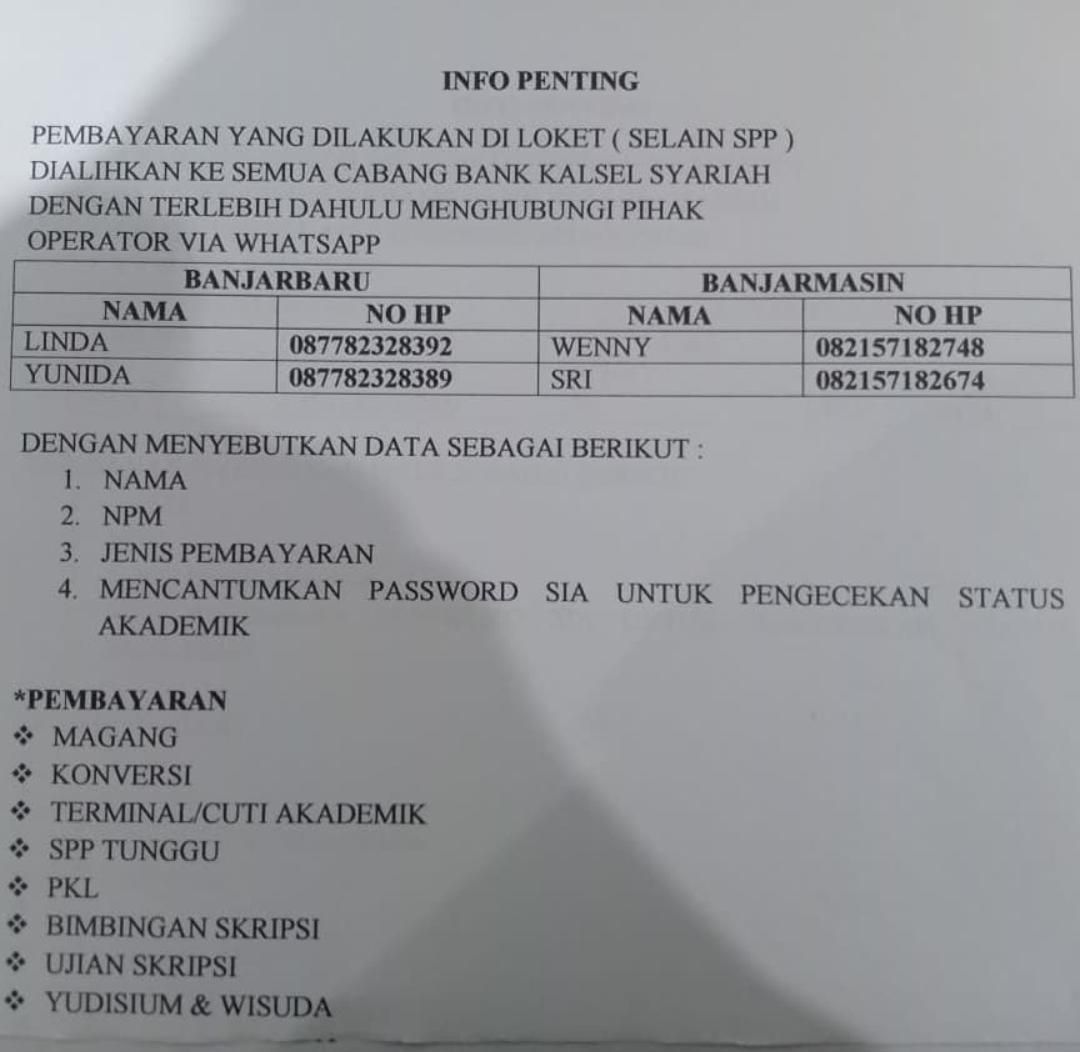 INFO PENTING
PEMBAYARAN YANG DILAKUKAN DI LOKET ( SELAIN SPP )
DIALIHKAN KE SEMUA CABANG BANK KALSEL SYARIAH
DENGAN TERLEBIH DAHULU MENGHUBUNGI PIHAK
OPERATOR VIA WHATSAPP
BANJARBARU BANJARMASIN
NAMA NO HP NAMA NO HP
LINDA 087782328392 WENNY 082157182748
YUNIDA 087782328389 SRI 082157182674
DENGAN MENYEBUTKAN DATA SEBAGAI BERIKUT :
1. NAMA
2. NPM
3. JENIS PEMBAYARAN
4. MENCANTUMKAN PASSWORD SIA UNTUK PENGECEKAN STATUS
AKADEMIK
*PEMBAYARAN
❖ MAGANG
❖ KONVERSI
❖ TERMINAL/CUTI AKADEMIK
❖ SPP TUNGGU
❖ PKL
❖ BIMBINGAN SKRIPSI
❖ UJIAN SKRIPSI
❖ YUDISIUM & WISUDA